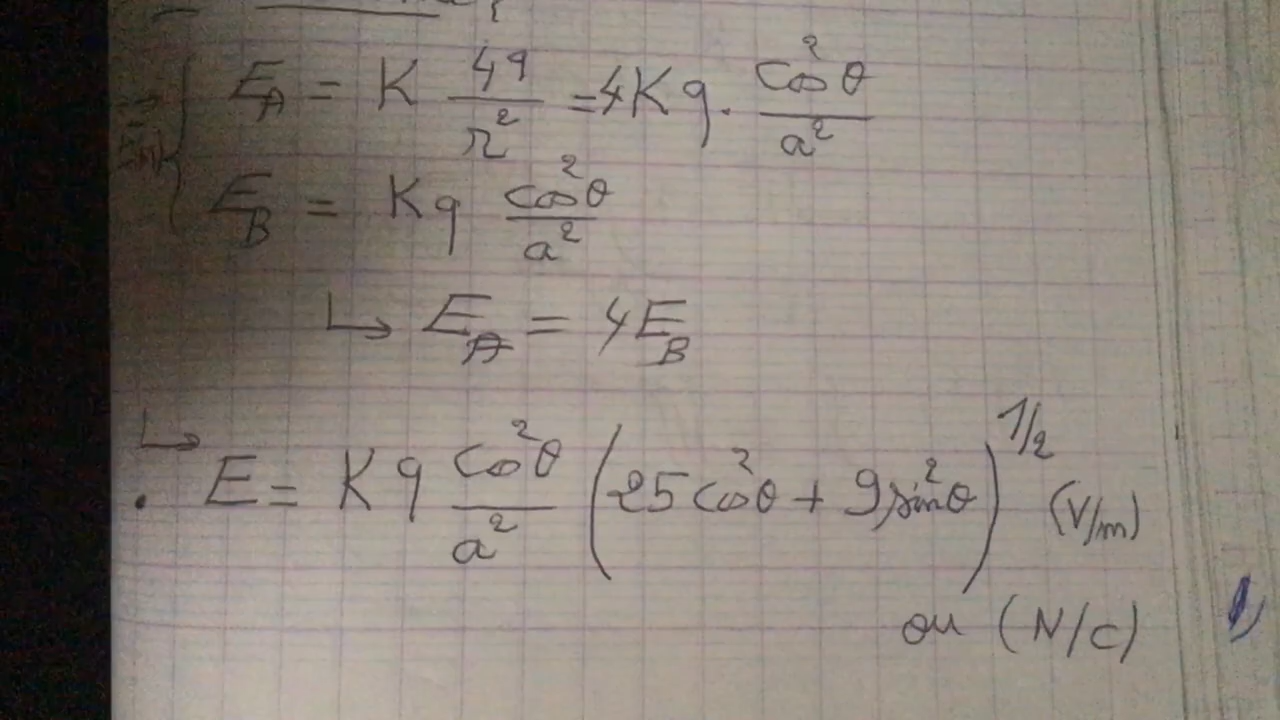 E_A = K 4q/r² = 4Kq · cos²θ/a²
E_B = Kq cos²θ/a²
↳ E_A = 4E_B
↳
• E = Kq cos²θ/a² (25cos²θ + 9sin²θ)^1/2 (V/m)
ou (N/C)